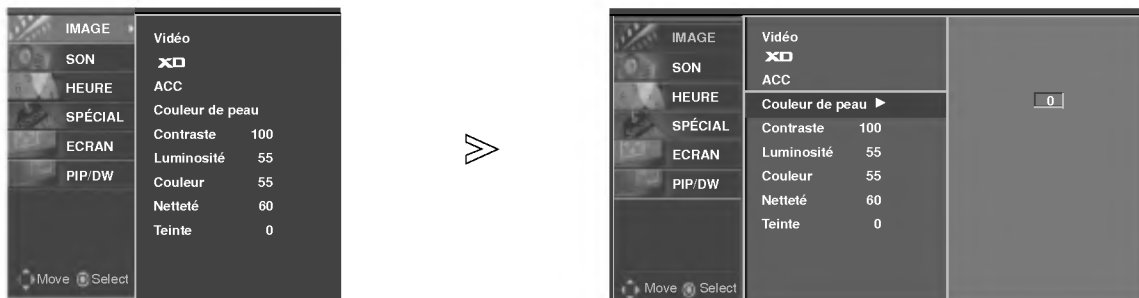 IMAGE
SON
HEURE
SPÉCIAL
ECRAN
PIP/DW
Move Select
Vidéo
XD
ACC
Couleur de peau
Contraste 100
Luminosité 55
Couleur 55
Netteté 60
Teinte 0
IMAGE
SON
HEURE
SPÉCIAL
ECRAN
PIP/DW
Move Select
Vidéo
XD
ACC
Couleur de peau ►
Contraste 100
Luminosité 55
Couleur 55
Netteté 60
Teinte 0
0